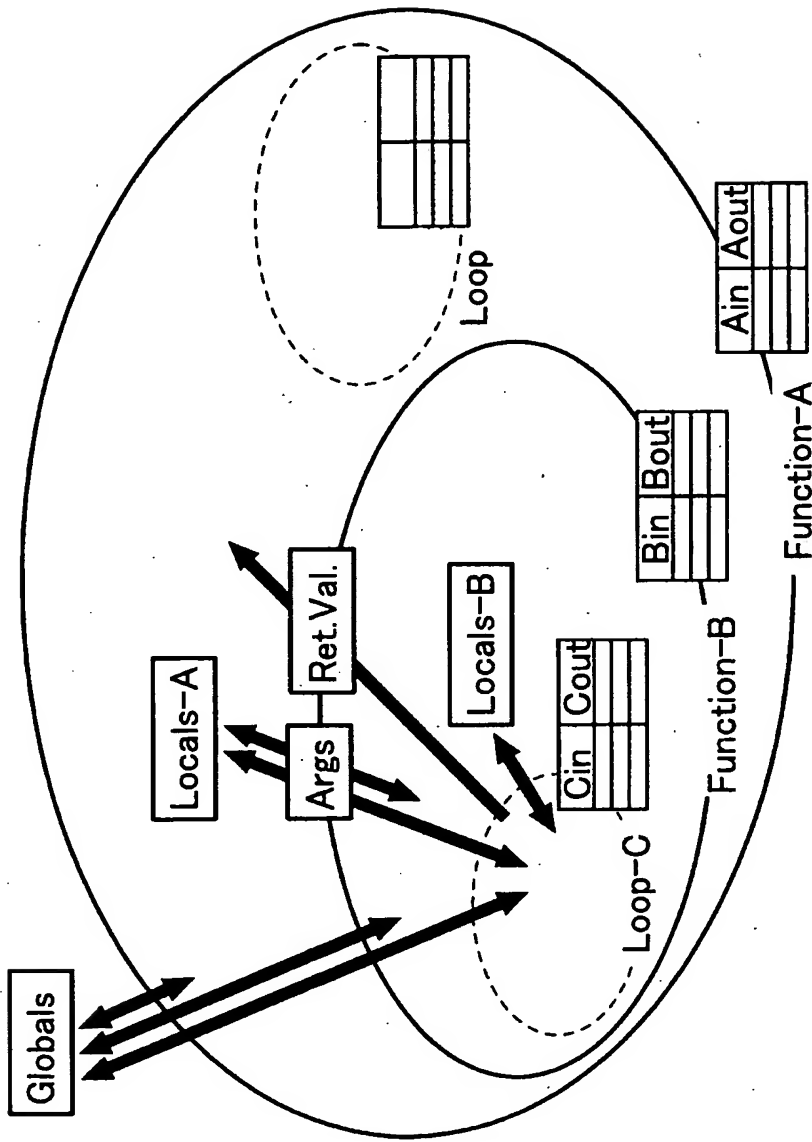 Globals
Locals-A
Args
Ret.Val.
Locals-B
Loop-C
Cin Cout
Function-B
Bin Bout
Loop
Function-A
Ain Aout